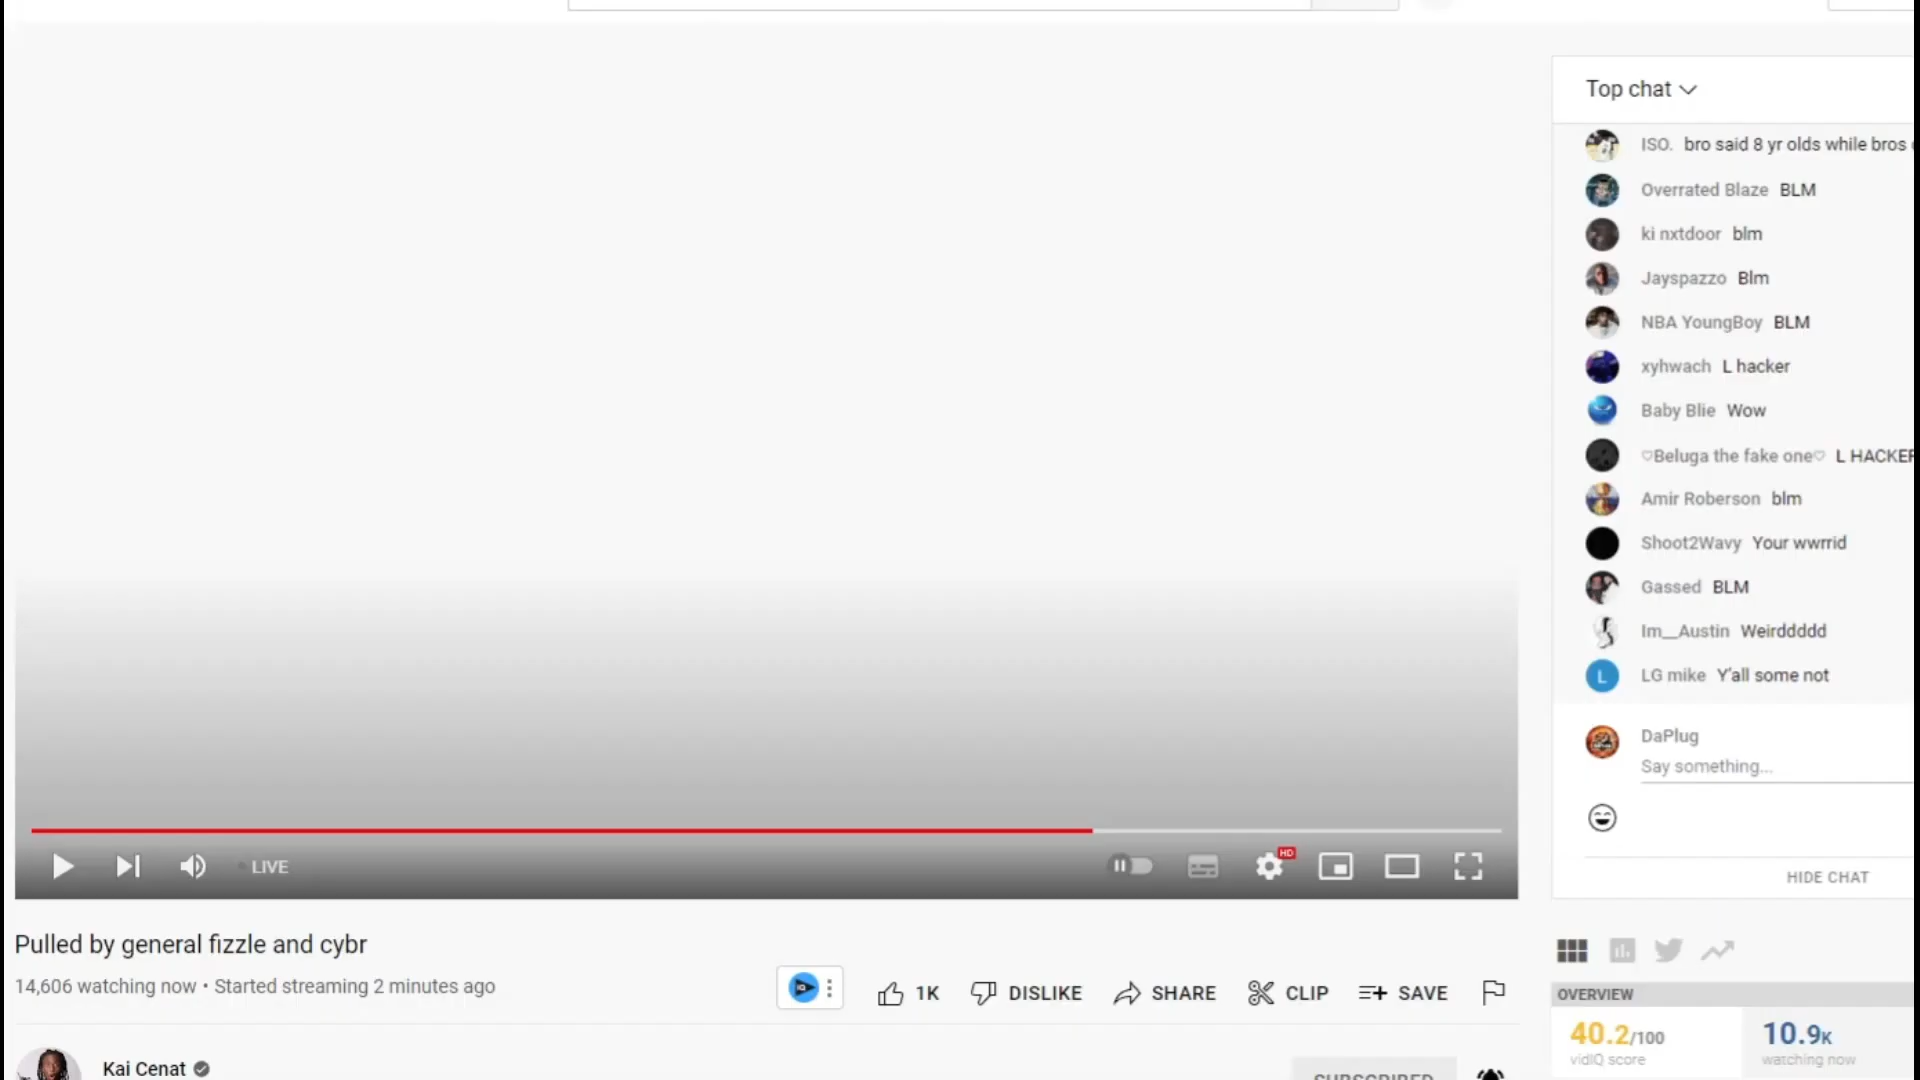 Top chat
ISO. bro said 8 yr olds while bros
Overrated Blaze BLM
ki nxtdoor blm
Jayspazzo Blm
NBA YoungBoy BLM
xyhwach L hacker
Baby Blie Wow
♡Beluga the fake one♡ L HACKER
Amir Roberson blm
Shoot2Wavy Your wwrrid
Gassed BLM
Im__Austin Weirddddd
L LG mike Y'all some not
DaPlug
Say something...
HIDE CHAT
LIVE
HD
Pulled by general fizzle and cybr
14,606 watching now • Started streaming 2 minutes ago
IQ
1K DISLIKE SHARE CLIP SAVE
Kai Cenat
SUBSCRIBED
OVERVIEW
40.2/100
vidIQ score
10.9K
watching now